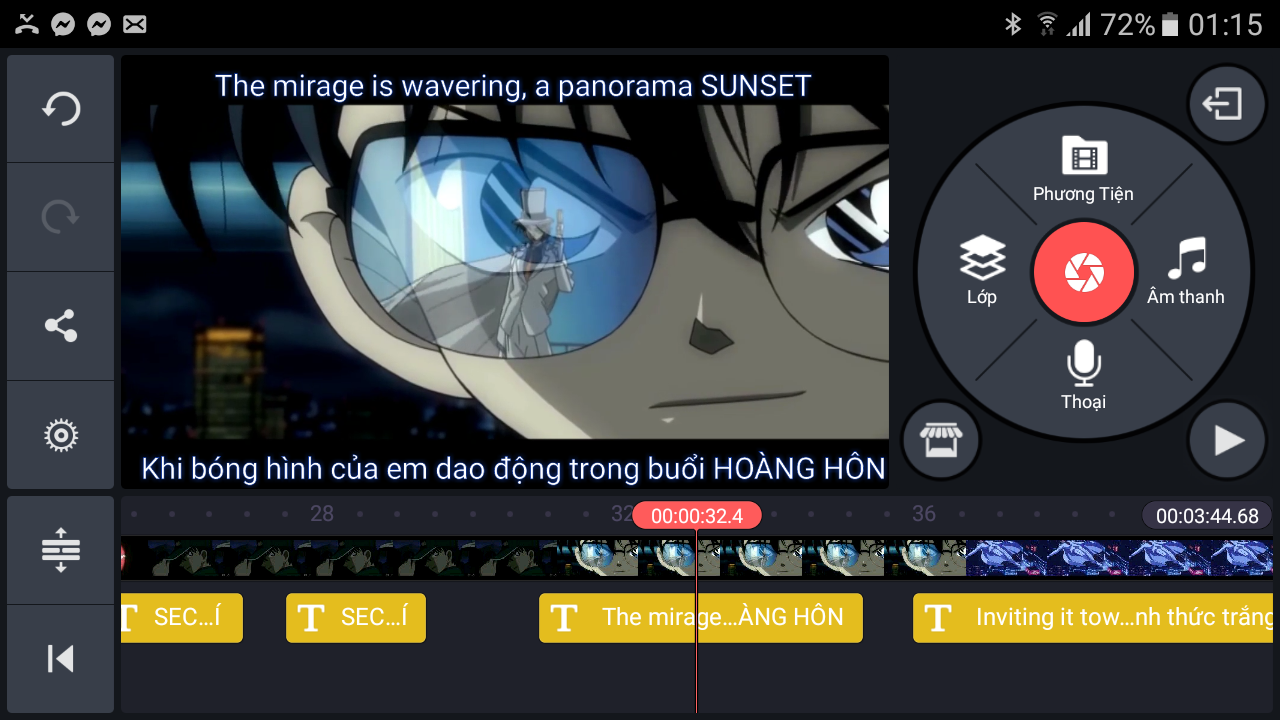 72% 01:15
The mirage is wavering, a panorama SUNSET
Khi bóng hình của em dao động trong buổi HOÀNG HÔN
Phương Tiện
Lớp
Âm thanh
Thoại
28 32 36
00:00:32.4
00:03:44.68
T SEC...Í
T SEC...Í
T The mirage...ÀNG HÔN
T Inviting it tow...nh thức trắng